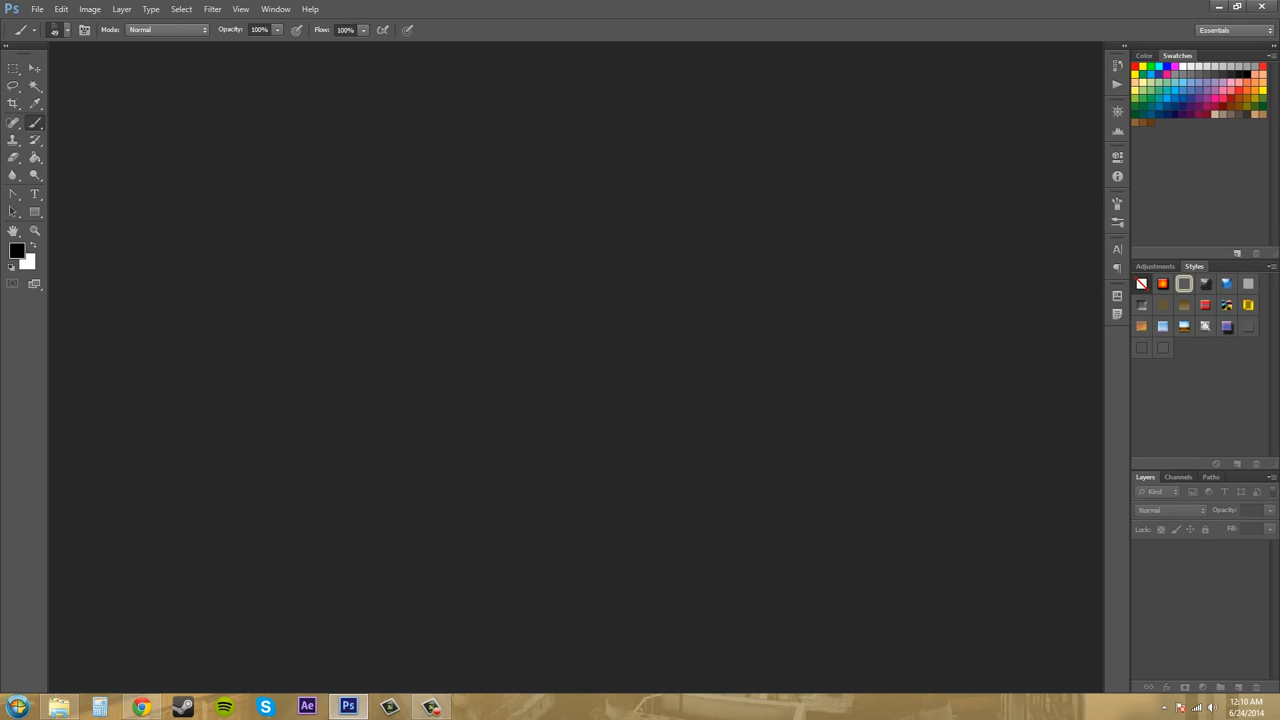 Ps File Edit Image Layer Type Select Filter View Window Help
49 Mode: Normal Opacity: 100% Flow: 100% Essentials
Color Swatches
Adjustments Styles
Layers Channels Paths
Kind
Normal Opacity:
Lock: Fill:
Ae Ps 12:10 AM
6/24/2014